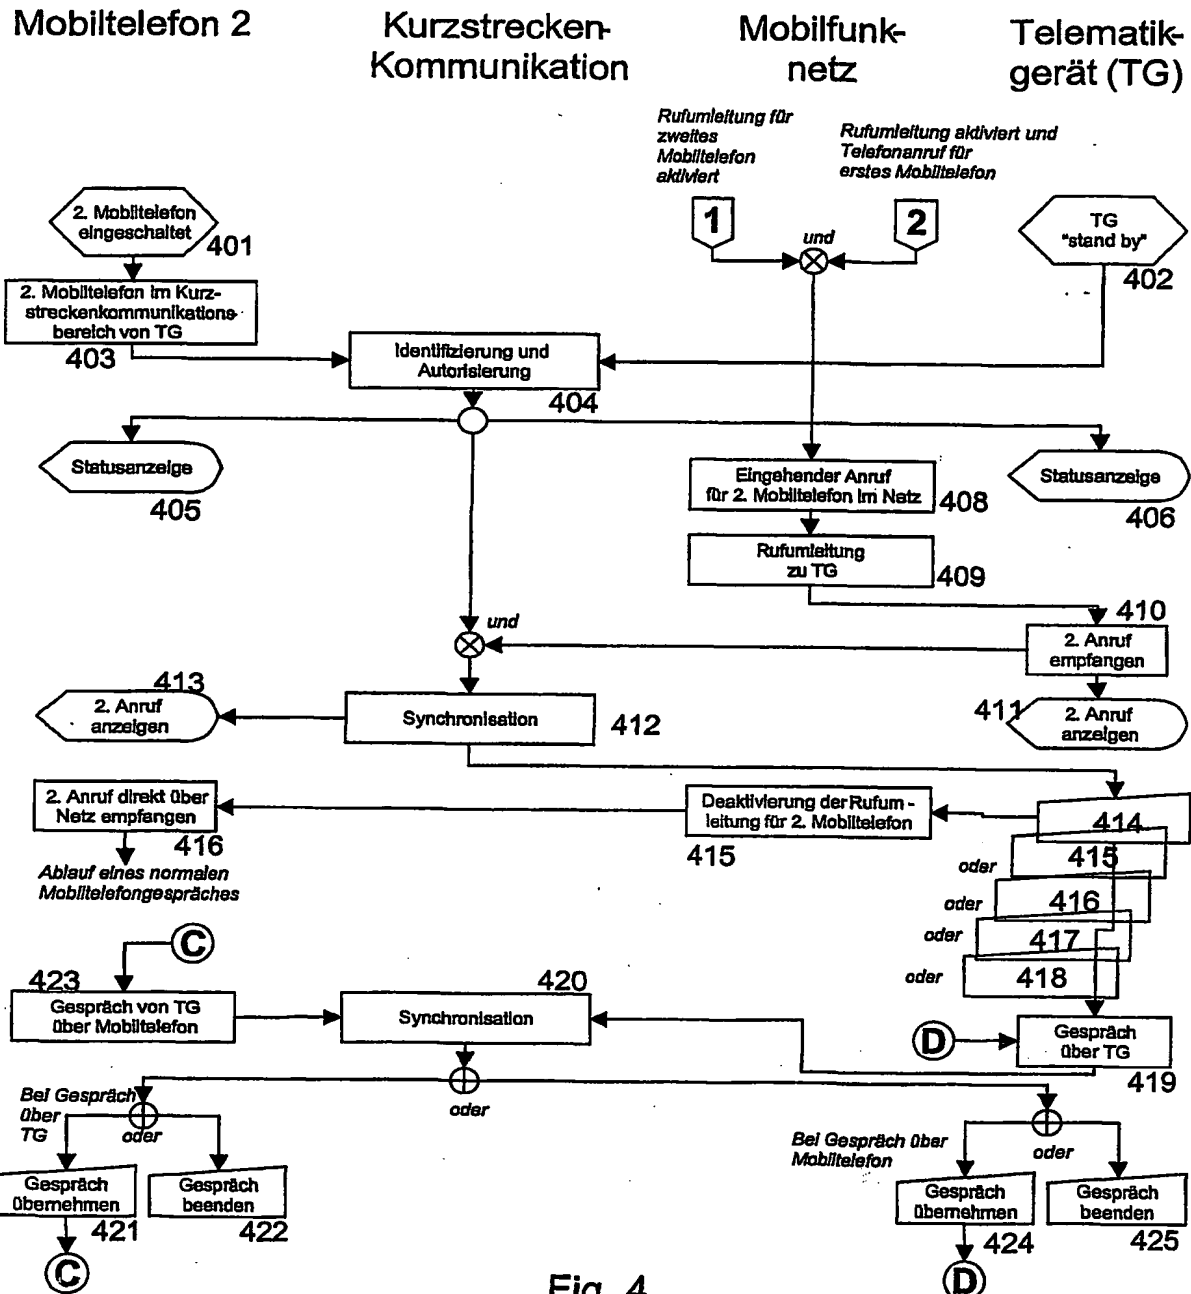 Mobiltelefon 2
Kurzstrecken-
Kommunikation
Mobilfunk-
netz
Telematik-
gerät (TG)
Rufumleitung für
zweites
Mobiltelefon
aktiviert
Rufumleitung aktiviert und
Telefonanruf für
erstes Mobiltelefon
1
2
und
2. Mobiltelefon
eingeschaltet
401
TG
"stand by"
402
2. Mobiltelefon im Kurz-
streckenkommunikations-
bereich von TG
403
Identifizierung und
Autorisierung
404
Statusanzeige
405
Statusanzeige
406
Eingehender Anruf
für 2. Mobiltelefon im Netz
408
Rufumleitung
zu TG
409
410
2. Anruf
empfangen
und
413
2. Anruf
anzeigen
Synchronisation
412
411
2. Anruf
anzeigen
2. Anruf direkt über
Netz empfangen
416
Deaktivierung der Rufum-
leitung für 2. Mobiltelefon
415
414
oder
415
oder
416
oder
417
oder
418
Ablauf eines normalen
Mobiltelefongespräches
C
423
Gespräch von TG
über Mobiltelefon
420
Synchronisation
D
Gespräch
über TG
419
oder
Bei Gespräch
über
TG
oder
Gespräch
übernehmen
421
Gespräch
beenden
422
C
Bei Gespräch über
Mobiltelefon
oder
Gespräch
übernehmen
424
Gespräch
beenden
425
D
Fig. 4